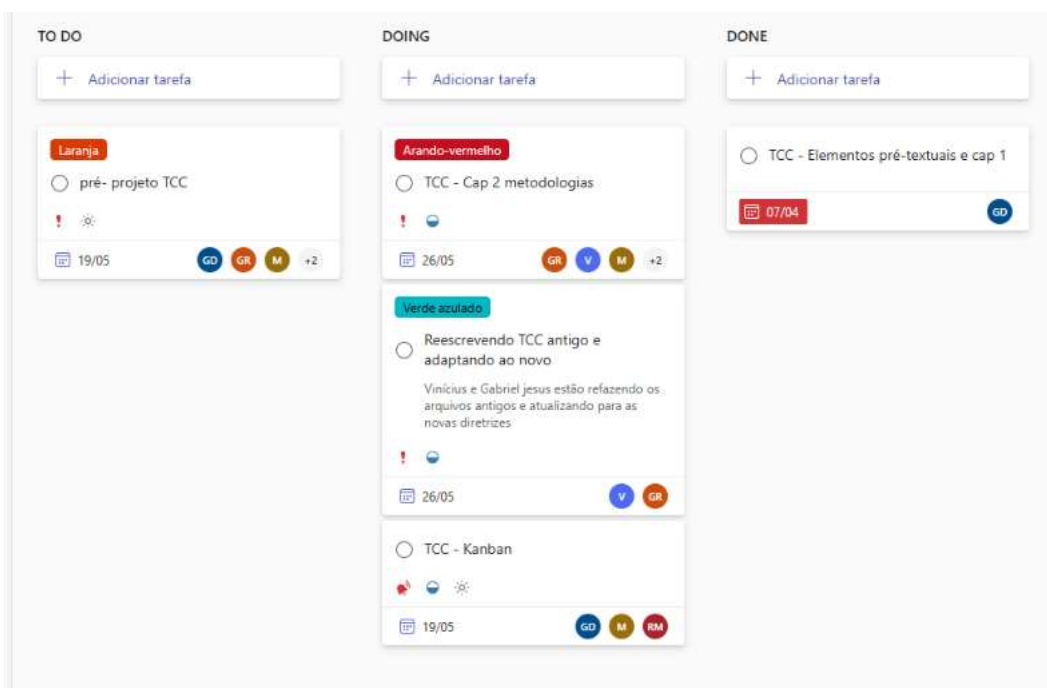 TO DO
+ Adicionar tarefa
Laranja
pré- projeto TCC
19/05
GD GR M +2
DOING
+ Adicionar tarefa
Arando-vermelho
TCC - Cap 2 metodologias
26/05
GR V M +2
Verde azulado
Reescrevendo TCC antigo e
adaptando ao novo
Vinícius e Gabriel jesus estão refazendo os
arquivos antigos e atualizando para as
novas diretrizes
26/05
V GR
TCC - Kanban
19/05
GD M RM
DONE
+ Adicionar tarefa
TCC - Elementos pré-textuais e cap 1
07/04
GD